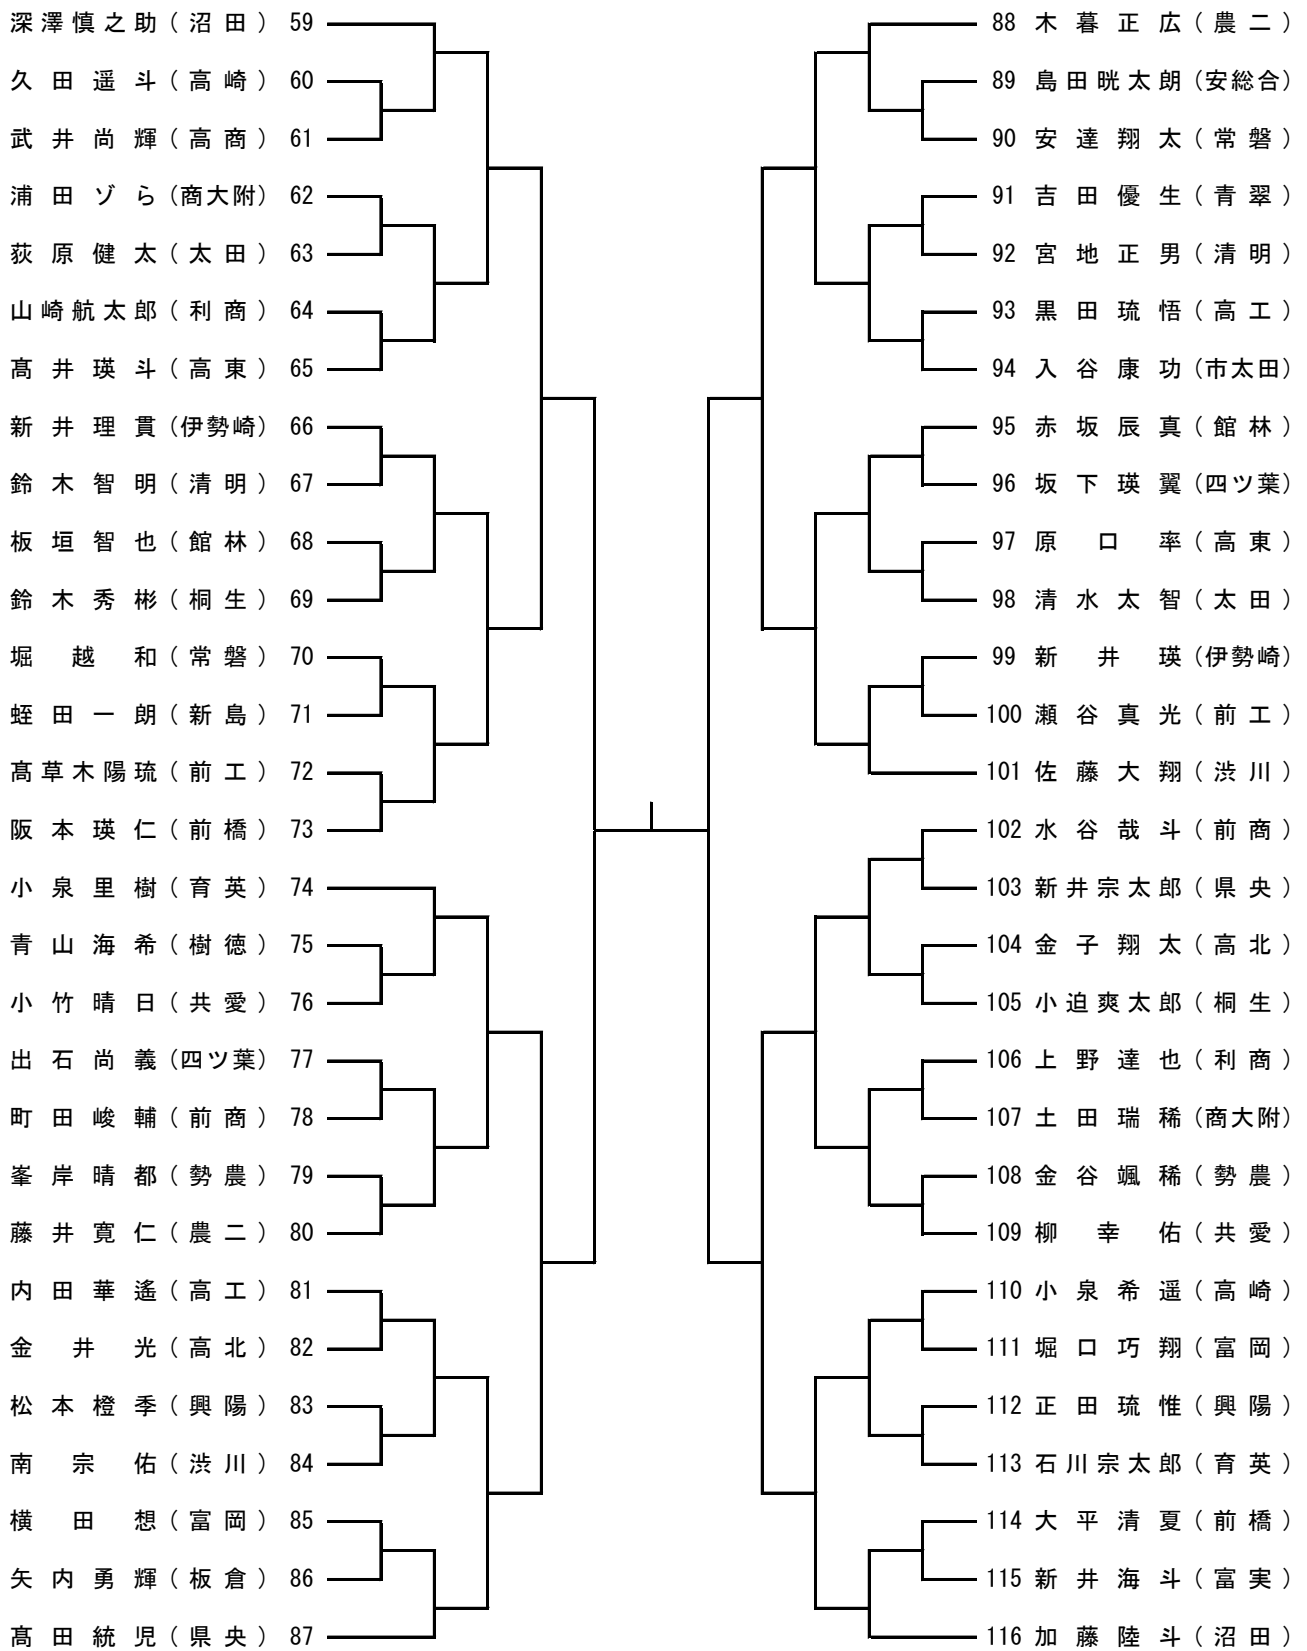 深澤慎之助（沼田）59
久田遥斗（高崎）60
武井尚輝（高商）61
浦田ゾら（商大附）62
荻原健太（太田）63
山崎航太郎（利商）64
髙井瑛斗（高東）65
新井理貫（伊勢崎）66
鈴木智明（清明）67
板垣智也（館林）68
鈴木秀彬（桐生）69
堀越和（常磐）70
蛭田一朗（新島）71
髙草木陽琉（前工）72
阪本瑛仁（前橋）73
小泉里樹（育英）74
青山海希（樹徳）75
小竹晴日（共愛）76
出石尚義（四ツ葉）77
町田峻輔（前商）78
峯岸晴都（勢農）79
藤井寛仁（農二）80
内田華遙（高工）81
金井光（高北）82
松本橙季（興陽）83
南宗佑（渋川）84
横田想（富岡）85
矢内勇輝（板倉）86
髙田統児（県央）87
88 木暮正広（農二）
89 島田晄太朗（安総合）
90 安達翔太（常磐）
91 吉田優生（青翠）
92 宮地正男（清明）
93 黒田琉悟（高工）
94 入谷康功（市太田）
95 赤坂辰真（館林）
96 坂下瑛翼（四ツ葉）
97 原口率（高東）
98 清水太智（太田）
99 新井瑛（伊勢崎）
100 瀬谷真光（前工）
101 佐藤大翔（渋川）
102 水谷哉斗（前商）
103 新井宗太郎（県央）
104 金子翔太（高北）
105 小迫爽太郎（桐生）
106 上野達也（利商）
107 土田瑞稀（商大附）
108 金谷颯稀（勢農）
109 柳幸佑（共愛）
110 小泉希遥（高崎）
111 堀口巧翔（富岡）
112 正田琉惟（興陽）
113 石川宗太郎（育英）
114 大平清夏（前橋）
115 新井海斗（富実）
116 加藤陸斗（沼田）